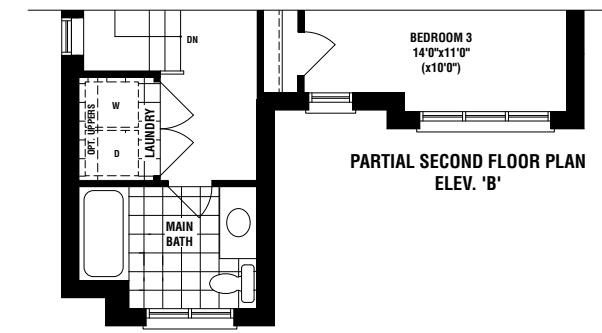 DN
BEDROOM 3
14'0"x11'0"
(x10'0")
OPT. UPPERS
W
D
LAUNDRY
PARTIAL SECOND FLOOR PLAN
ELEV. 'B'
MAIN
BATH